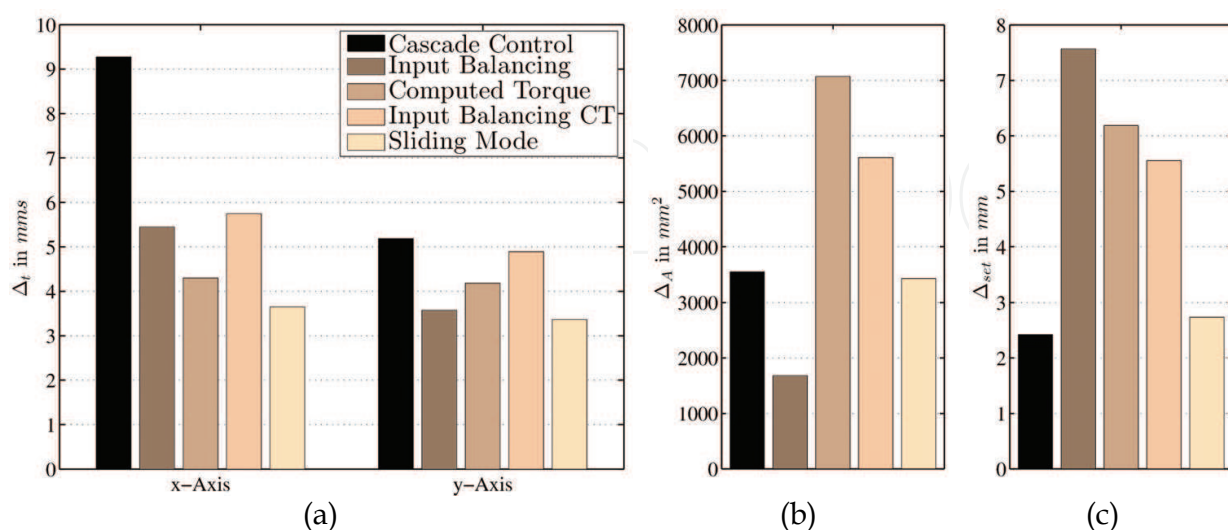 10
9
8
7
6
5
4
3
2
1
0
Δt in mms
Cascade Control
Input Balancing
Computed Torque
Input Balancing CT
Sliding Mode
x-Axis
y-Axis
(a)
8000
7000
6000
5000
4000
3000
2000
1000
0
ΔA in mm²
(b)
8
7
6
5
4
3
2
1
0
Δset in mm
(c)